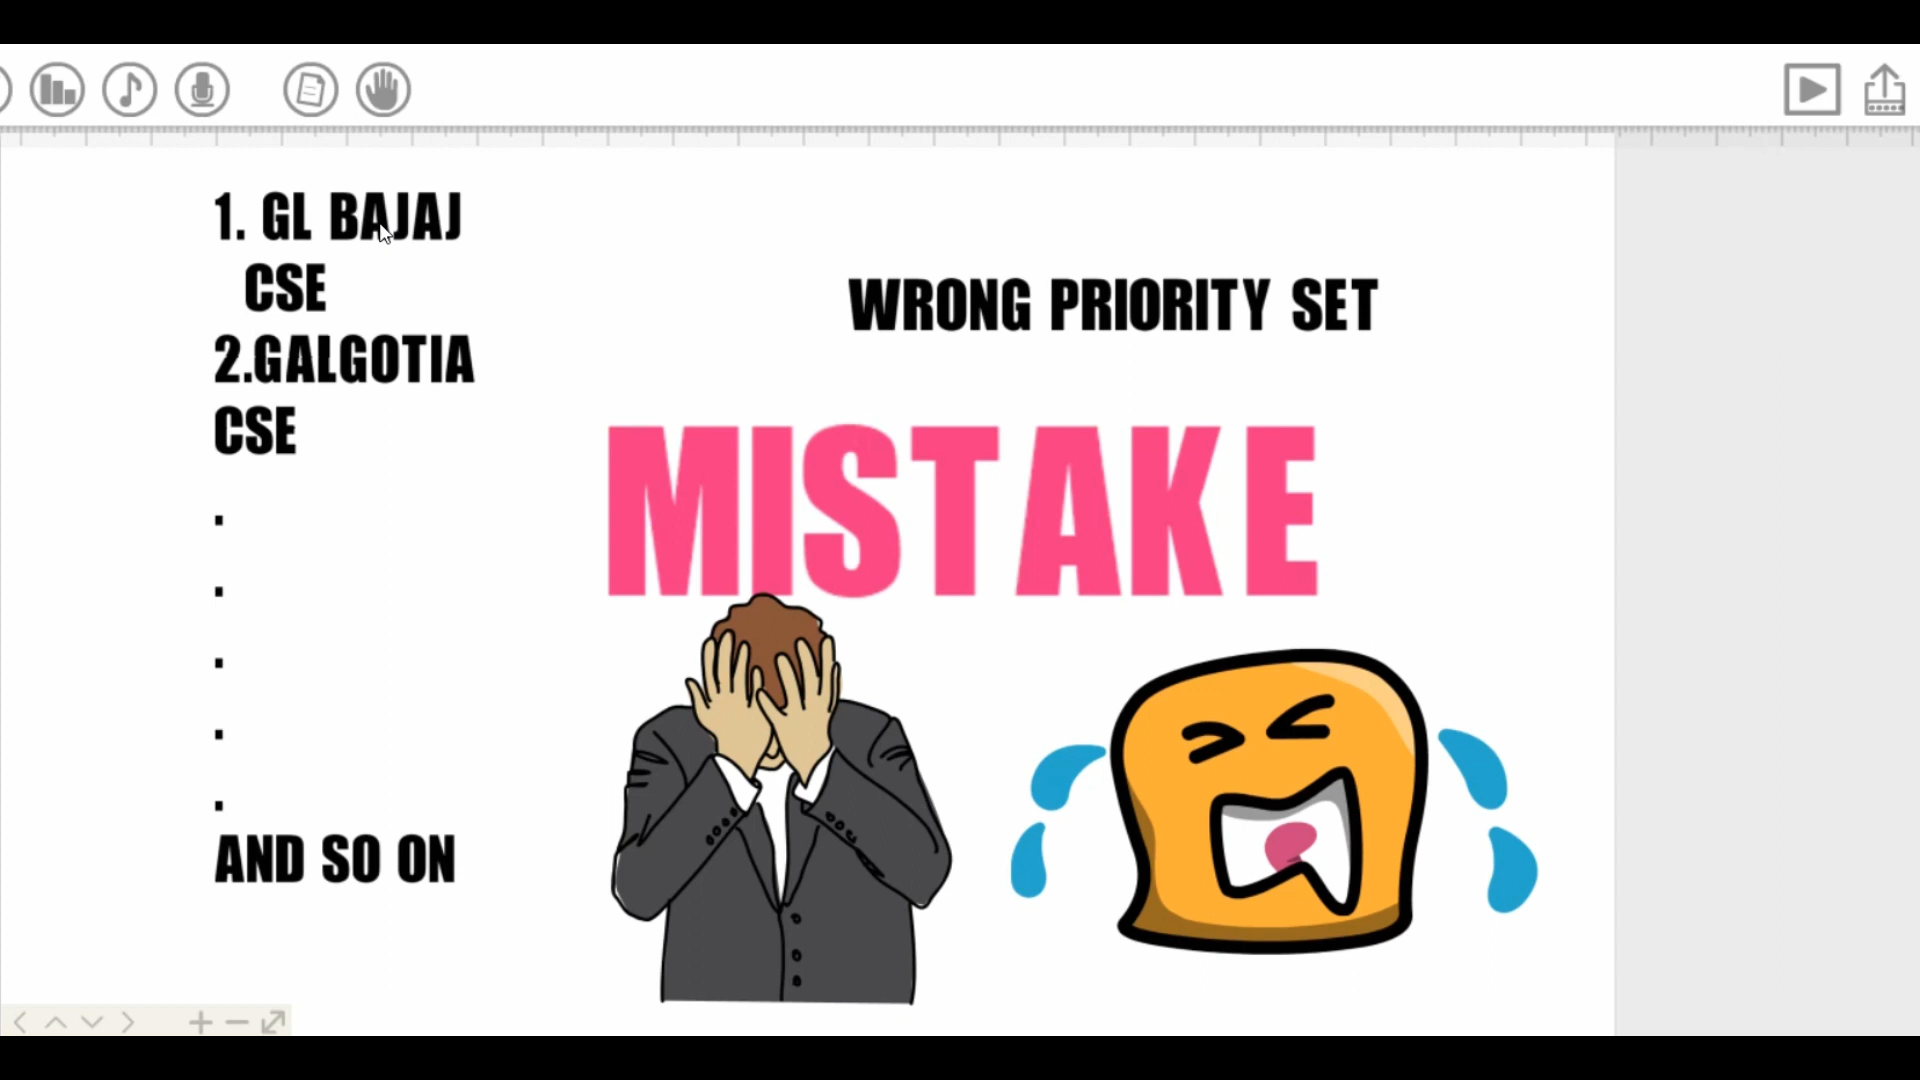 1. GL BAJAJ
CSE
2.GALGOTIA
CSE
.
.
.
.
.
AND SO ON
WRONG PRIORITY SET
MISTAKE